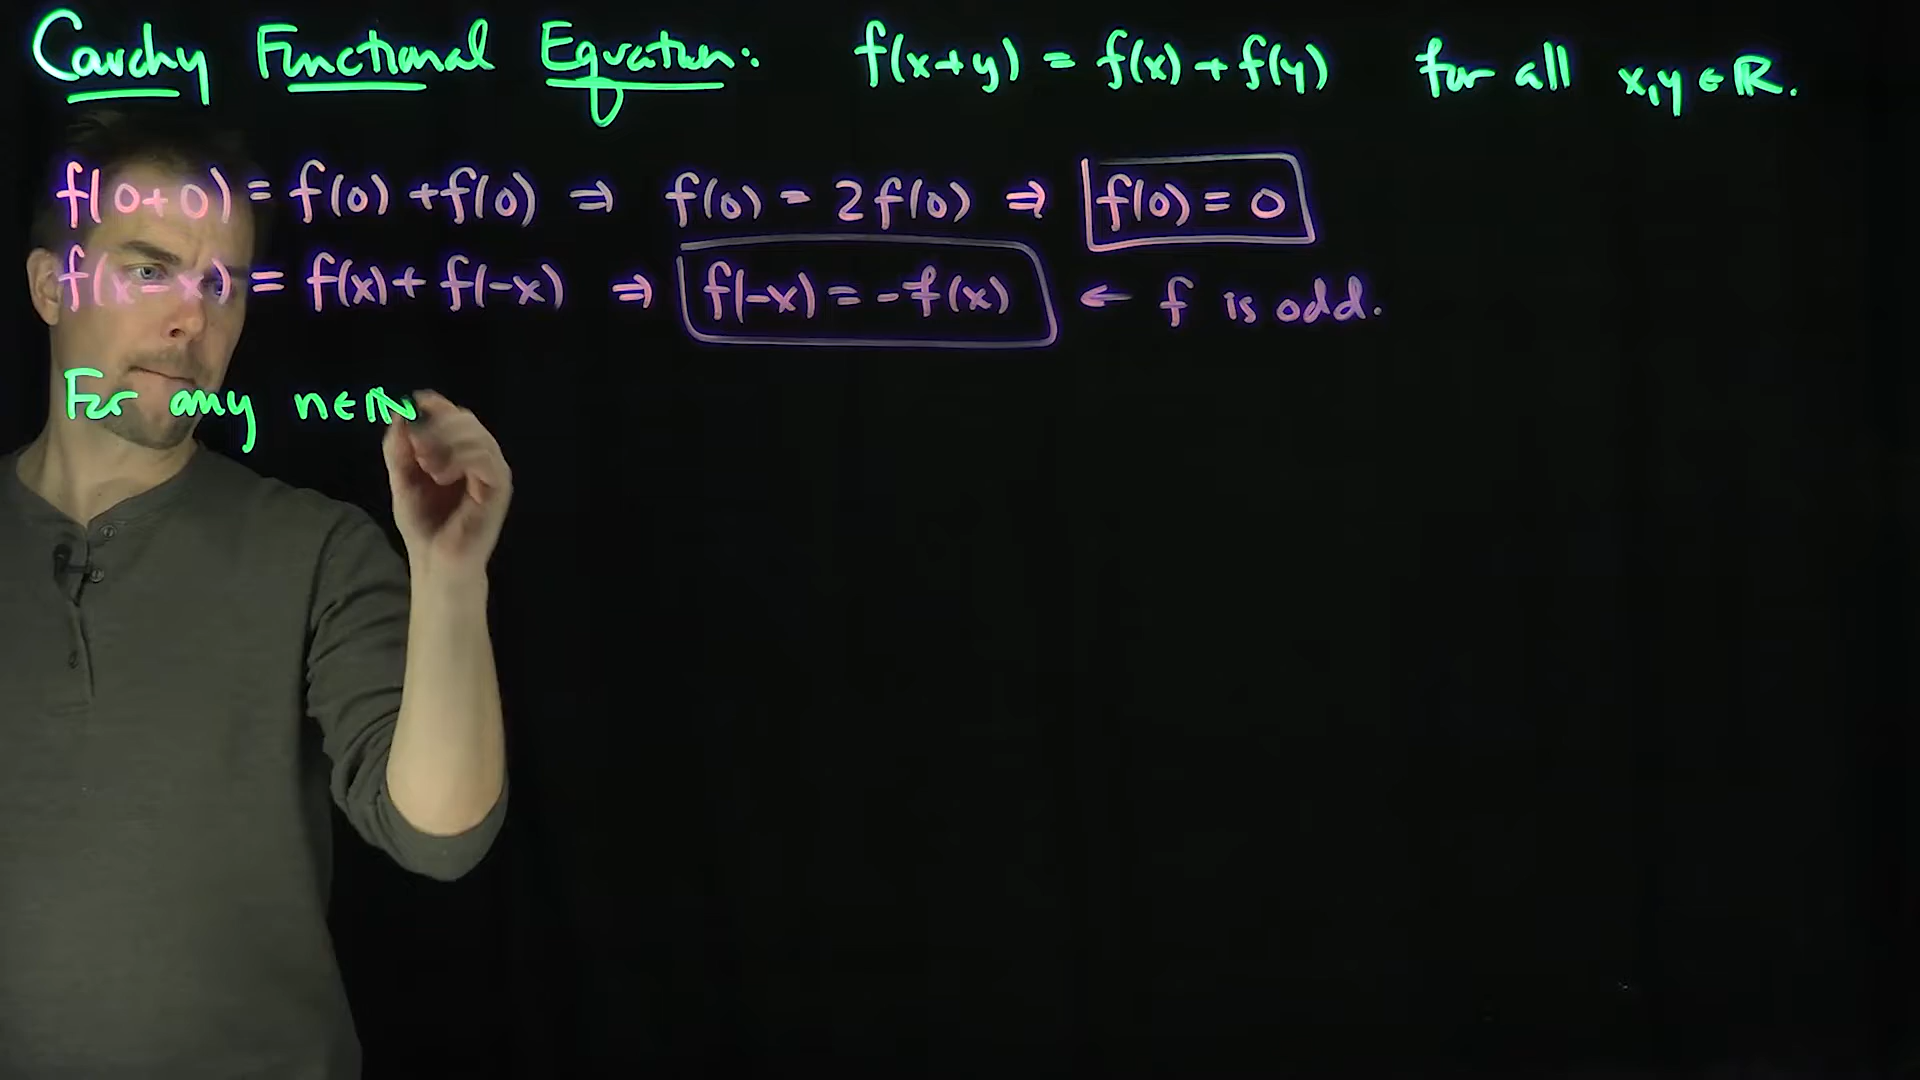 Cauchy Functional Equation: f(x+y) = f(x) + f(y) for all x,y ∈ ℝ.
f(0+0) = f(0) + f(0) ⇒ f(0) = 2f(0) ⇒ f(0) = 0
f(x-x) = f(x) + f(-x) ⇒ f(-x) = -f(x) ← f is odd.
For any n∈ℕ